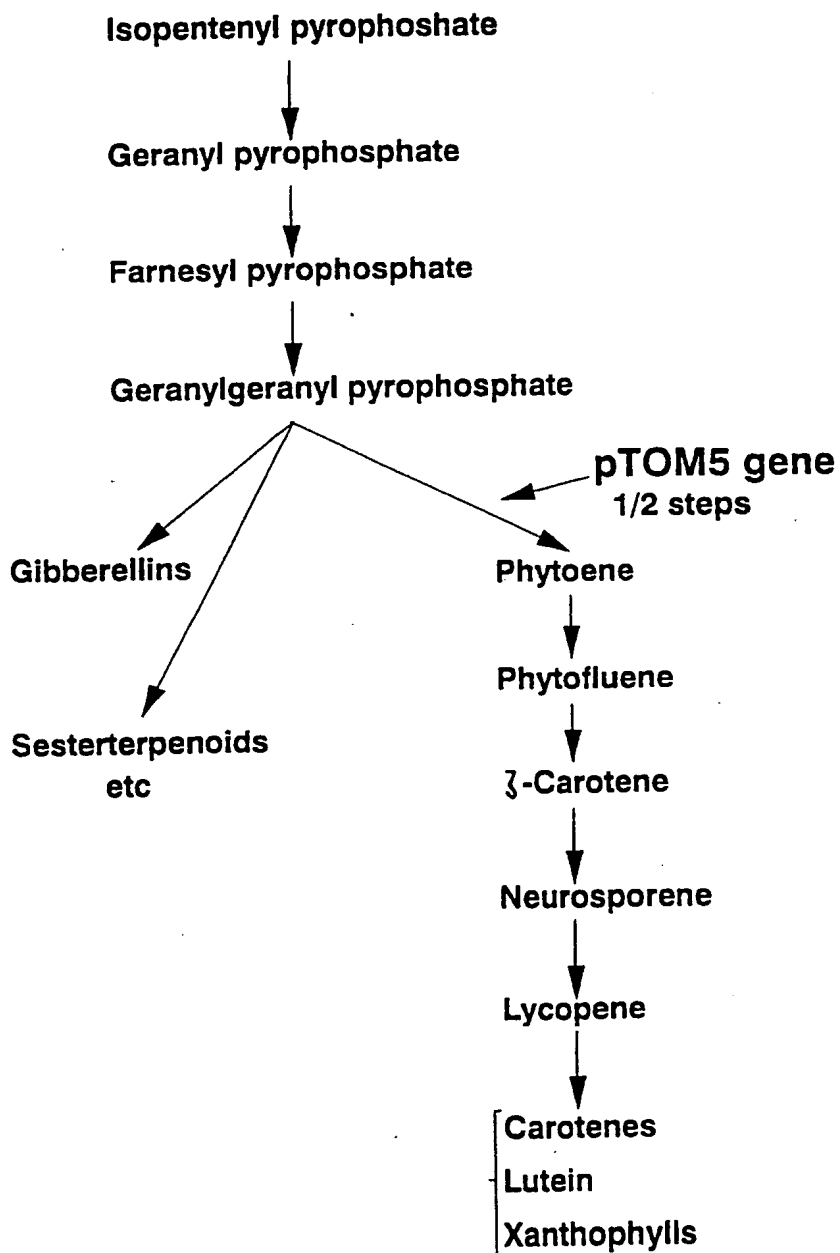 Isopentenyl pyrophoshate
Geranyl pyrophosphate
Farnesyl pyrophosphate
Geranylgeranyl pyrophosphate
pTOM5 gene
1/2 steps
Gibberellins
Phytoene
Phytofluene
Sesterterpenoids
etc
ζ-Carotene
Neurosporene
Lycopene
Carotenes
Lutein
Xanthophylls